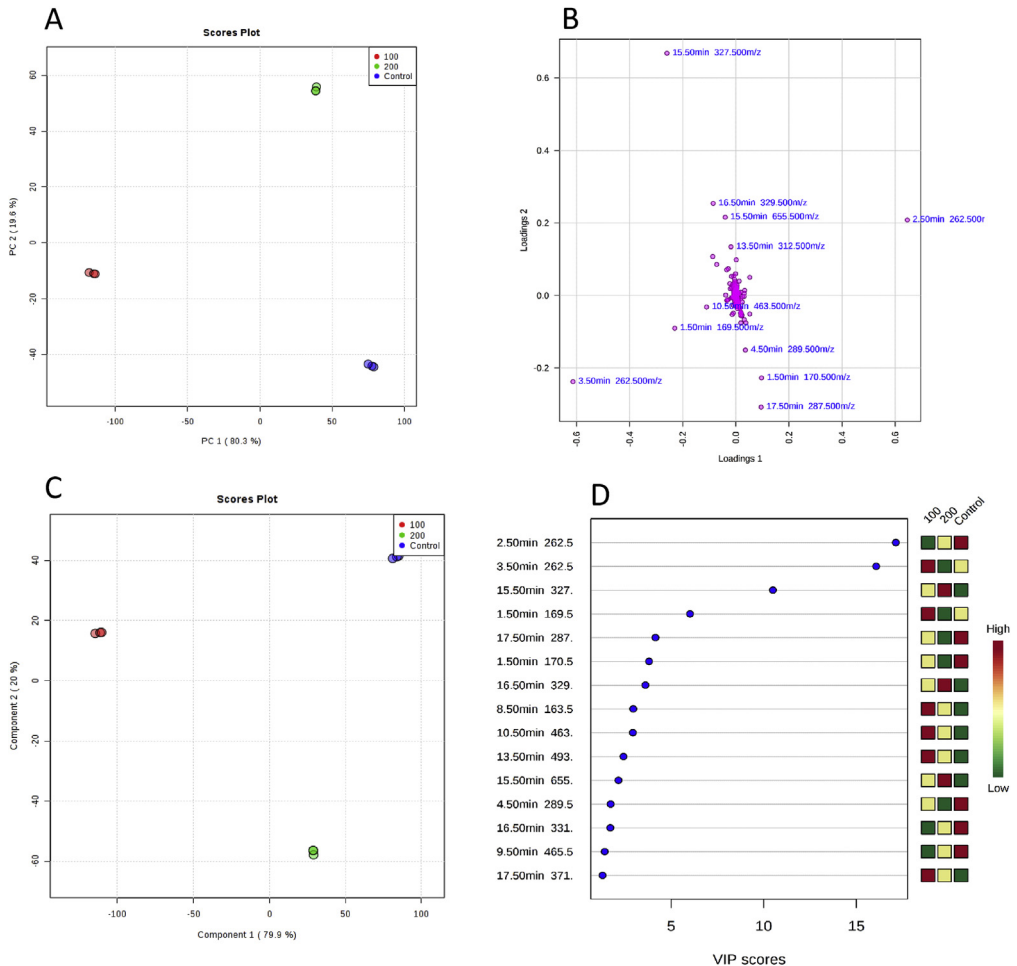 A
Scores Plot
100
200
Control
60
40
20
0
-20
-40
PC 2 ( 19.6 %)
-100
-50
0
50
100
PC 1 ( 80.3 %)
B
15.50min 327.500m/z
16.50min 329.500m/z
15.50min 655.500m/z
2.50min 262.500r
13.50min 312.500m/z
10.50min 463.500m/z
1.50min 169.500m/z
4.50min 289.500m/z
3.50min 262.500m/z
1.50min 170.500m/z
17.50min 287.500m/z
0.6
0.4
0.2
0.0
-0.2
Loadings 2
-0.6
-0.4
-0.2
0.0
0.2
0.4
0.6
Loadings 1
C
Scores Plot
100
200
Control
40
20
0
-20
-40
-60
Component 2 ( 20 %)
-100
-50
0
50
100
Component 1 ( 79.9 %)
D
100
200
Control
2.50min 262.5
3.50min 262.5
15.50min 327.
1.50min 169.5
17.50min 287.
1.50min 170.5
16.50min 329.
8.50min 163.5
10.50min 463.
13.50min 493.
15.50min 655.
4.50min 289.5
16.50min 331.
9.50min 465.5
17.50min 371.
High
Low
5
10
15
VIP scores